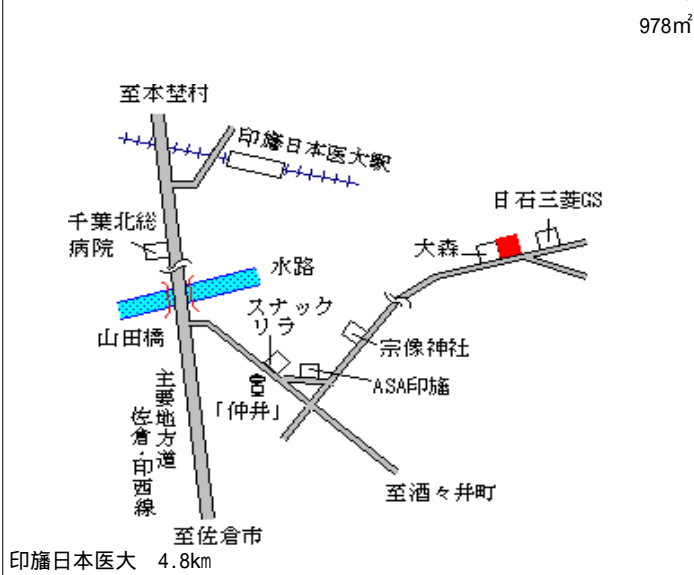 978㎡
至本埜村
印旛日本医大駅
日石三菱GS
千葉北総
病院
大森
水路
スナック
リラ
山田橋
宗像神社
ASA印旛
「仲井」
主要地方道
佐倉・印西線
至酒々井町
至佐倉市
印旛日本医大　4.8km